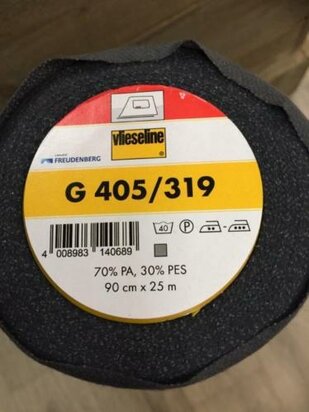 vlieseline
FREUDENBERG
G 405/319
40 P
4 008983 140689
70% PA, 30% PES
90 cm x 25 m